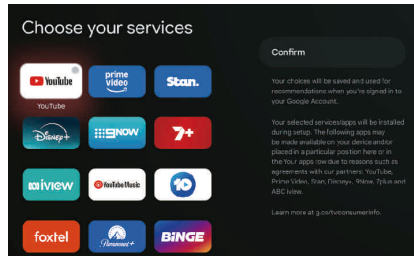 Choose your services
YouTube
prime
video
Stan.
YouTube
Disney+
9NOW
7+
iview
YouTube Music
10
foxtel
Paramount+
BINGE
Confirm
Your choices will be saved and used for
recommendations when you're signed in to
your Google Account.
Your selected services/apps will be installed
during setup. The following apps may
be made available on your device and/or
placed in a particular position here or in
the Your apps row due to reasons such as
agreements with our partners: YouTube,
Prime Video, Stan, Disney+, 9Now, 7plus and
ABC iview.
Learn more at g.co/tv/consumerinfo.